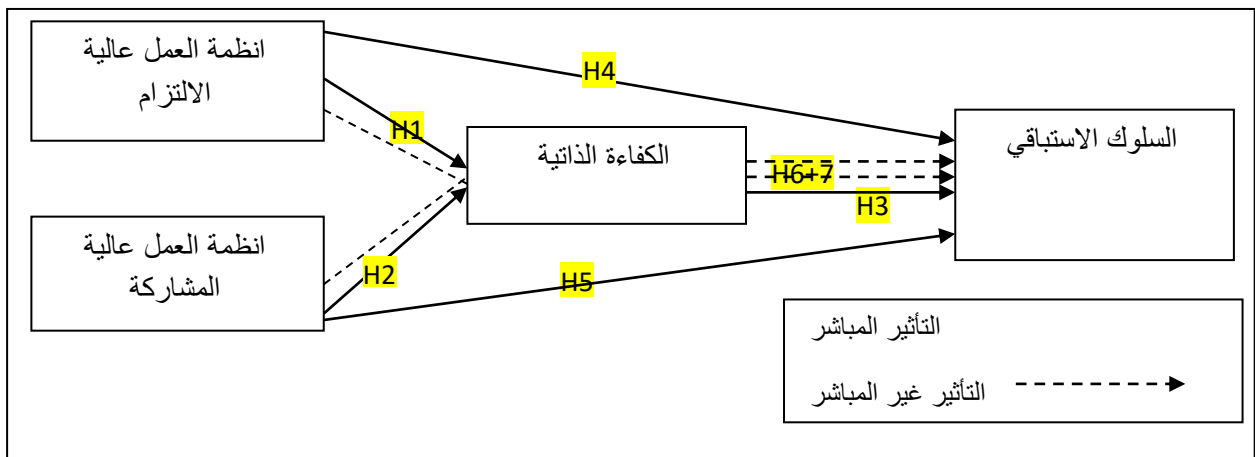 انظمة العمل عالية
الالتزام
H4
H1
السلوك الاستباقي
الكفاءة الذاتية
H6+7
H3
انظمة العمل عالية
المشاركة
H2
H5
التأثير المباشر
التأثير غير المباشر